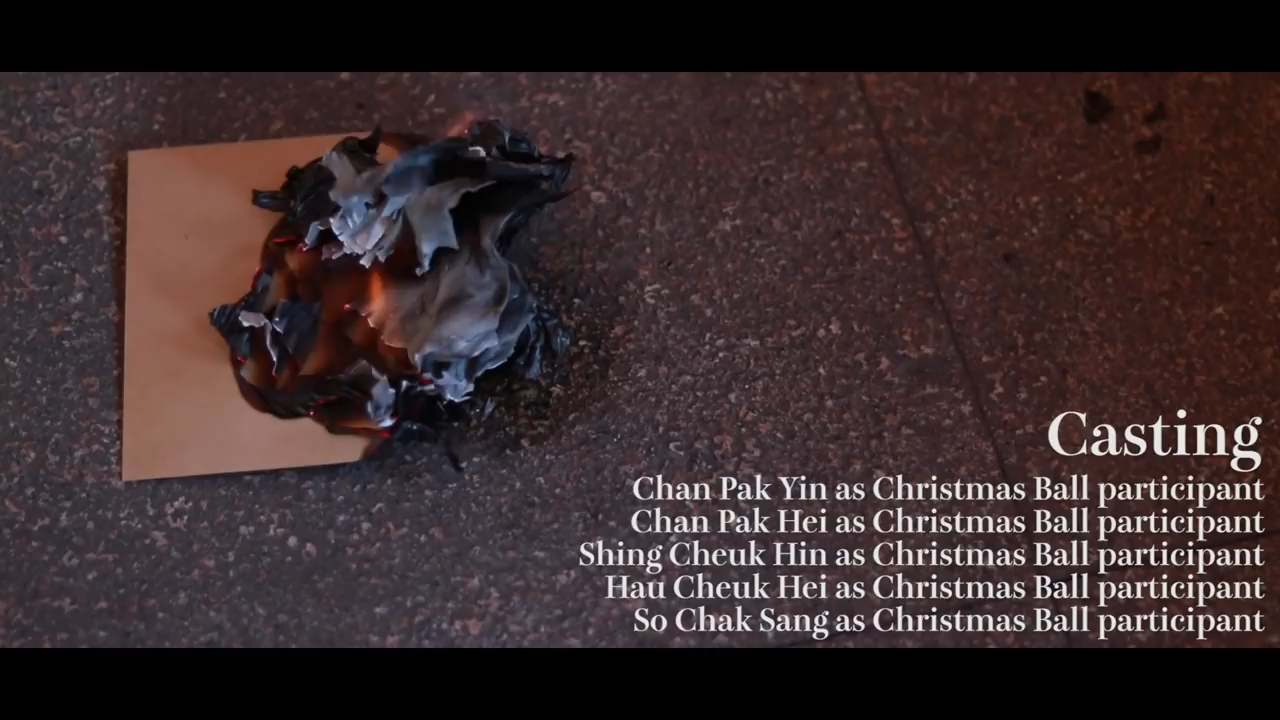 Casting
Chan Pak Yin as Christmas Ball participant
Chan Pak Hei as Christmas Ball participant
Shing Cheuk Hin as Christmas Ball participant
Hau Cheuk Hei as Christmas Ball participant
So Chak Sang as Christmas Ball participant